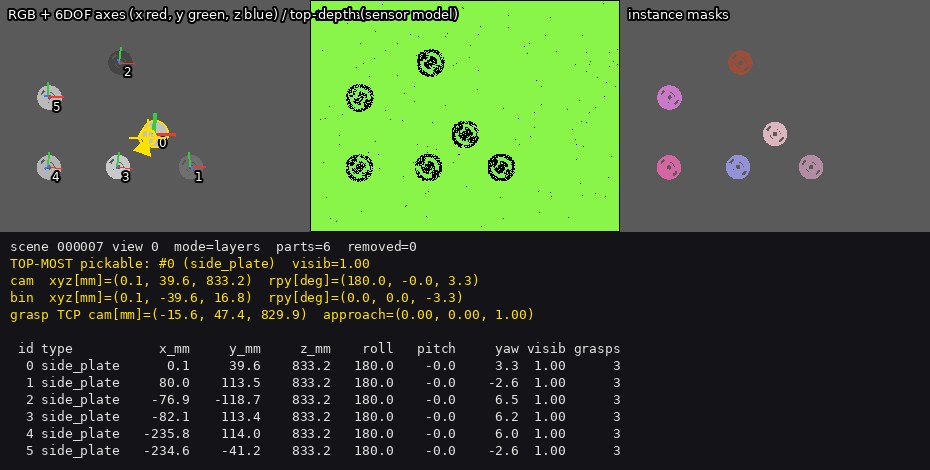 RGB + 6DOF axes (x red, y green, z blue) / top-depth (sensor model)
instance masks
2
5
0
4
3
1
scene 000007 view 0  mode=layers  parts=6  removed=0
TOP-MOST pickable: #0 (side_plate)  visib=1.00
cam  xyz[mm]=(0.1, 39.6, 833.2)  rpy[deg]=(180.0, -0.0, 3.3)
bin  xyz[mm]=(0.1, -39.6, 16.8)  rpy[deg]=(0.0, 0.0, -3.3)
grasp TCP cam[mm]=(-15.6, 47.4, 829.9)  approach=(0.00, 0.00, 1.00)
id type x_mm y_mm z_mm roll pitch yaw visib grasps
0 side_plate 0.1 39.6 833.2 180.0 -0.0 3.3 1.00 3
1 side_plate 80.0 113.5 833.2 180.0 -0.0 -2.6 1.00 3
2 side_plate -76.9 -118.7 833.2 180.0 -0.0 6.5 1.00 3
3 side_plate -82.1 113.4 833.2 180.0 -0.0 6.2 1.00 3
4 side_plate -235.8 114.0 833.2 180.0 -0.0 6.0 1.00 3
5 side_plate -234.6 -41.2 833.2 180.0 -0.0 -2.6 1.00 3